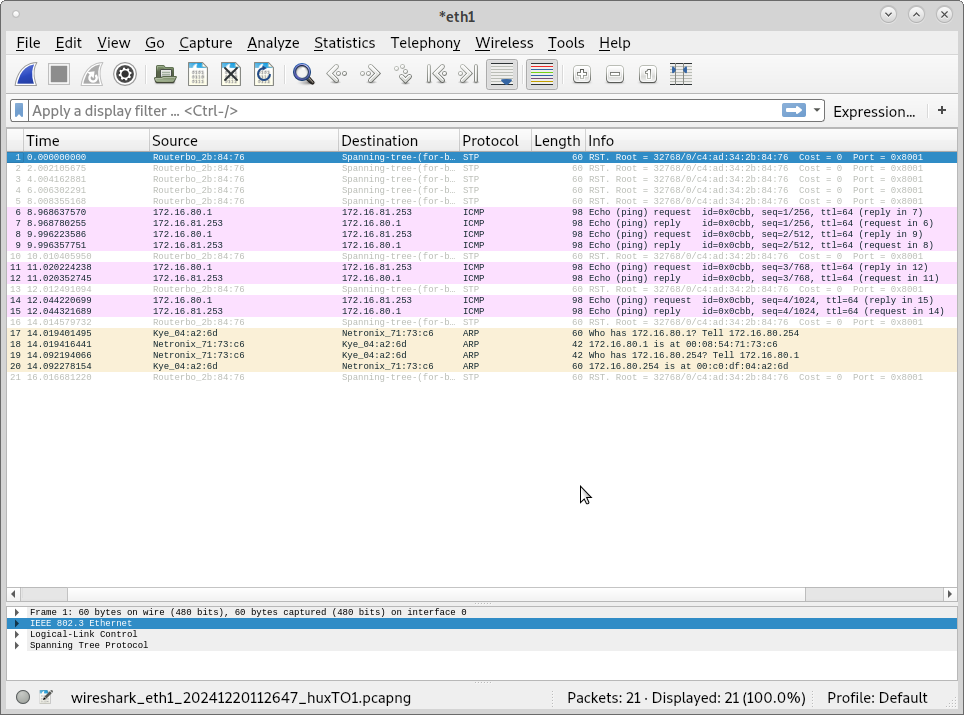 *eth1
File Edit View Go Capture Analyze Statistics Telephony Wireless Tools Help
Apply a display filter ... <Ctrl-/> Expression... +
Time Source Destination Protocol Length Info
1 0.000000000 Routerbo_2b:84:76 Spanning-tree-(for-b… STP 60 RST. Root = 32768/0/c4:ad:34:2b:84:76 Cost = 0 Port = 0x8001
2 2.002105675 Routerbo_2b:84:76 Spanning-tree-(for-b… STP 60 RST. Root = 32768/0/c4:ad:34:2b:84:76 Cost = 0 Port = 0x8001
3 4.004162881 Routerbo_2b:84:76 Spanning-tree-(for-b… STP 60 RST. Root = 32768/0/c4:ad:34:2b:84:76 Cost = 0 Port = 0x8001
4 6.006302291 Routerbo_2b:84:76 Spanning-tree-(for-b… STP 60 RST. Root = 32768/0/c4:ad:34:2b:84:76 Cost = 0 Port = 0x8001
5 8.008355168 Routerbo_2b:84:76 Spanning-tree-(for-b… STP 60 RST. Root = 32768/0/c4:ad:34:2b:84:76 Cost = 0 Port = 0x8001
6 8.968637570 172.16.80.1 172.16.81.253 ICMP 98 Echo (ping) request id=0x0cbb, seq=1/256, ttl=64 (reply in 7)
7 8.968780255 172.16.81.253 172.16.80.1 ICMP 98 Echo (ping) reply id=0x0cbb, seq=1/256, ttl=64 (request in 6)
8 9.996223586 172.16.80.1 172.16.81.253 ICMP 98 Echo (ping) request id=0x0cbb, seq=2/512, ttl=64 (reply in 9)
9 9.996357751 172.16.81.253 172.16.80.1 ICMP 98 Echo (ping) reply id=0x0cbb, seq=2/512, ttl=64 (request in 8)
10 10.010405950 Routerbo_2b:84:76 Spanning-tree-(for-b… STP 60 RST. Root = 32768/0/c4:ad:34:2b:84:76 Cost = 0 Port = 0x8001
11 11.020224238 172.16.80.1 172.16.81.253 ICMP 98 Echo (ping) request id=0x0cbb, seq=3/768, ttl=64 (reply in 12)
12 11.020352745 172.16.81.253 172.16.80.1 ICMP 98 Echo (ping) reply id=0x0cbb, seq=3/768, ttl=64 (request in 11)
13 12.012491094 Routerbo_2b:84:76 Spanning-tree-(for-b… STP 60 RST. Root = 32768/0/c4:ad:34:2b:84:76 Cost = 0 Port = 0x8001
14 12.044220699 172.16.80.1 172.16.81.253 ICMP 98 Echo (ping) request id=0x0cbb, seq=4/1024, ttl=64 (reply in 15)
15 12.044321689 172.16.81.253 172.16.80.1 ICMP 98 Echo (ping) reply id=0x0cbb, seq=4/1024, ttl=64 (request in 14)
16 14.014579732 Routerbo_2b:84:76 Spanning-tree-(for-b… STP 60 RST. Root = 32768/0/c4:ad:34:2b:84:76 Cost = 0 Port = 0x8001
17 14.019401495 Kye_04:a2:6d Netronix_71:73:c6 ARP 60 Who has 172.16.80.1? Tell 172.16.80.254
18 14.019416441 Netronix_71:73:c6 Kye_04:a2:6d ARP 42 172.16.80.1 is at 00:08:54:71:73:c6
19 14.092194066 Netronix_71:73:c6 Kye_04:a2:6d ARP 42 Who has 172.16.80.254? Tell 172.16.80.1
20 14.092278154 Kye_04:a2:6d Netronix_71:73:c6 ARP 60 172.16.80.254 is at 00:c0:df:04:a2:6d
21 16.016681220 Routerbo_2b:84:76 Spanning-tree-(for-b… STP 60 RST. Root = 32768/0/c4:ad:34:2b:84:76 Cost = 0 Port = 0x8001
Frame 1: 60 bytes on wire (480 bits), 60 bytes captured (480 bits) on interface 0
IEEE 802.3 Ethernet
Logical-Link Control
Spanning Tree Protocol
wireshark_eth1_20241220112647_huxTO1.pcapng Packets: 21 · Displayed: 21 (100.0%) Profile: Default